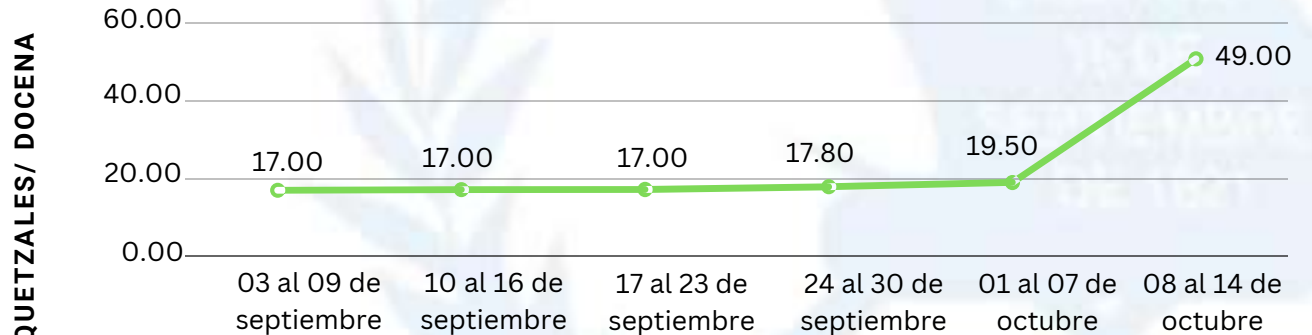 QUETZALES/ DOCENA
60.00
40.00
20.00
0.00
17.00
17.00
17.00
17.80
19.50
49.00
03 al 09 de
septiembre
10 al 16 de
septiembre
17 al 23 de
septiembre
24 al 30 de
septiembre
01 al 07 de
octubre
08 al 14 de
octubre